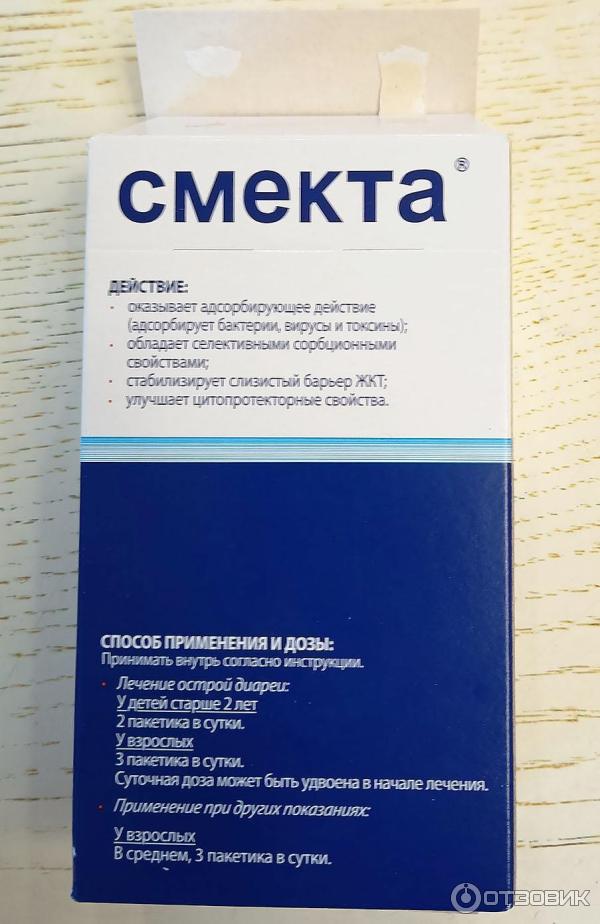 смекта®
ДЕЙСТВИЕ:
· оказывает адсорбирующее действие
(адсорбирует бактерии, вирусы и токсины);
· обладает селективными сорбционными
свойствами;
· стабилизирует слизистый барьер ЖКТ;
· улучшает цитопротекторные свойства.
СПОСОБ ПРИМЕНЕНИЯ И ДОЗЫ:
Принимать внутрь согласно инструкции.
· Лечение острой диареи:
У детей старше 2 лет
2 пакетика в сутки.
У взрослых
3 пакетика в сутки.
Суточная доза может быть удвоена в начале лечения.
· Применение при других показаниях:
У взрослых
В среднем, 3 пакетика в сутки.
ОТЗОВИК